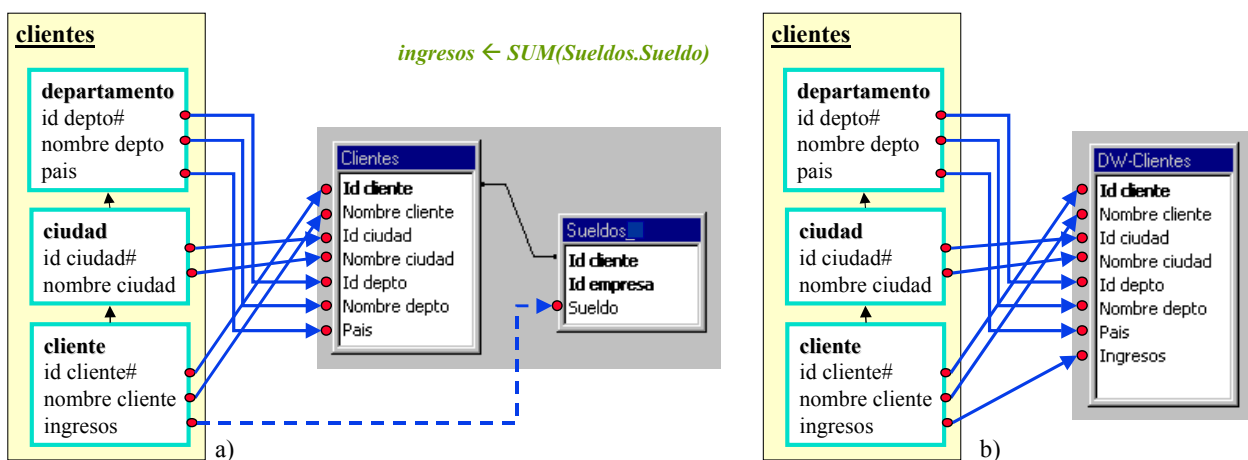 clientes
departamento
id depto#
nombre depto
pais
ciudad
id ciudad#
nombre ciudad
cliente
id cliente#
nombre cliente
ingresos
a)
ingresos ← SUM(Sueldos.Sueldo)
Clientes
Id cliente
Nombre cliente
Id ciudad
Nombre ciudad
Id depto
Nombre depto
Pais
Sueldos_
Id cliente
Id empresa
Sueldo
clientes
departamento
id depto#
nombre depto
pais
ciudad
id ciudad#
nombre ciudad
cliente
id cliente#
nombre cliente
ingresos
b)
DW-Clientes
Id cliente
Nombre cliente
Id ciudad
Nombre ciudad
Id depto
Nombre depto
Pais
Ingresos